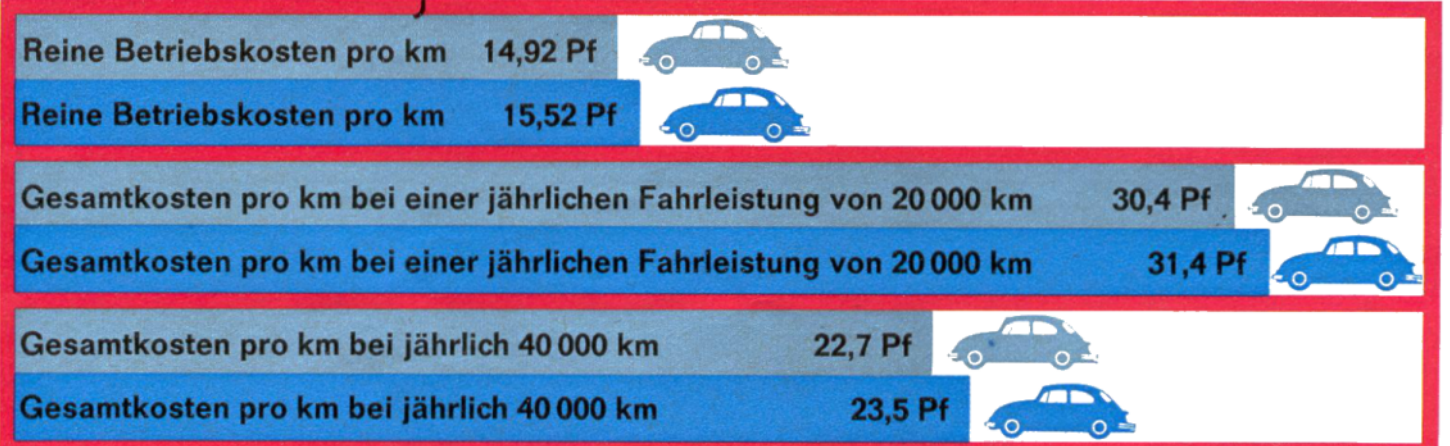 Reine Betriebskosten pro km 14,92 Pf
Reine Betriebskosten pro km 15,52 Pf
Gesamtkosten pro km bei einer jährlichen Fahrleistung von 20 000 km 30,4 Pf
Gesamtkosten pro km bei einer jährlichen Fahrleistung von 20 000 km 31,4 Pf
Gesamtkosten pro km bei jährlich 40 000 km 22,7 Pf
Gesamtkosten pro km bei jährlich 40 000 km 23,5 Pf